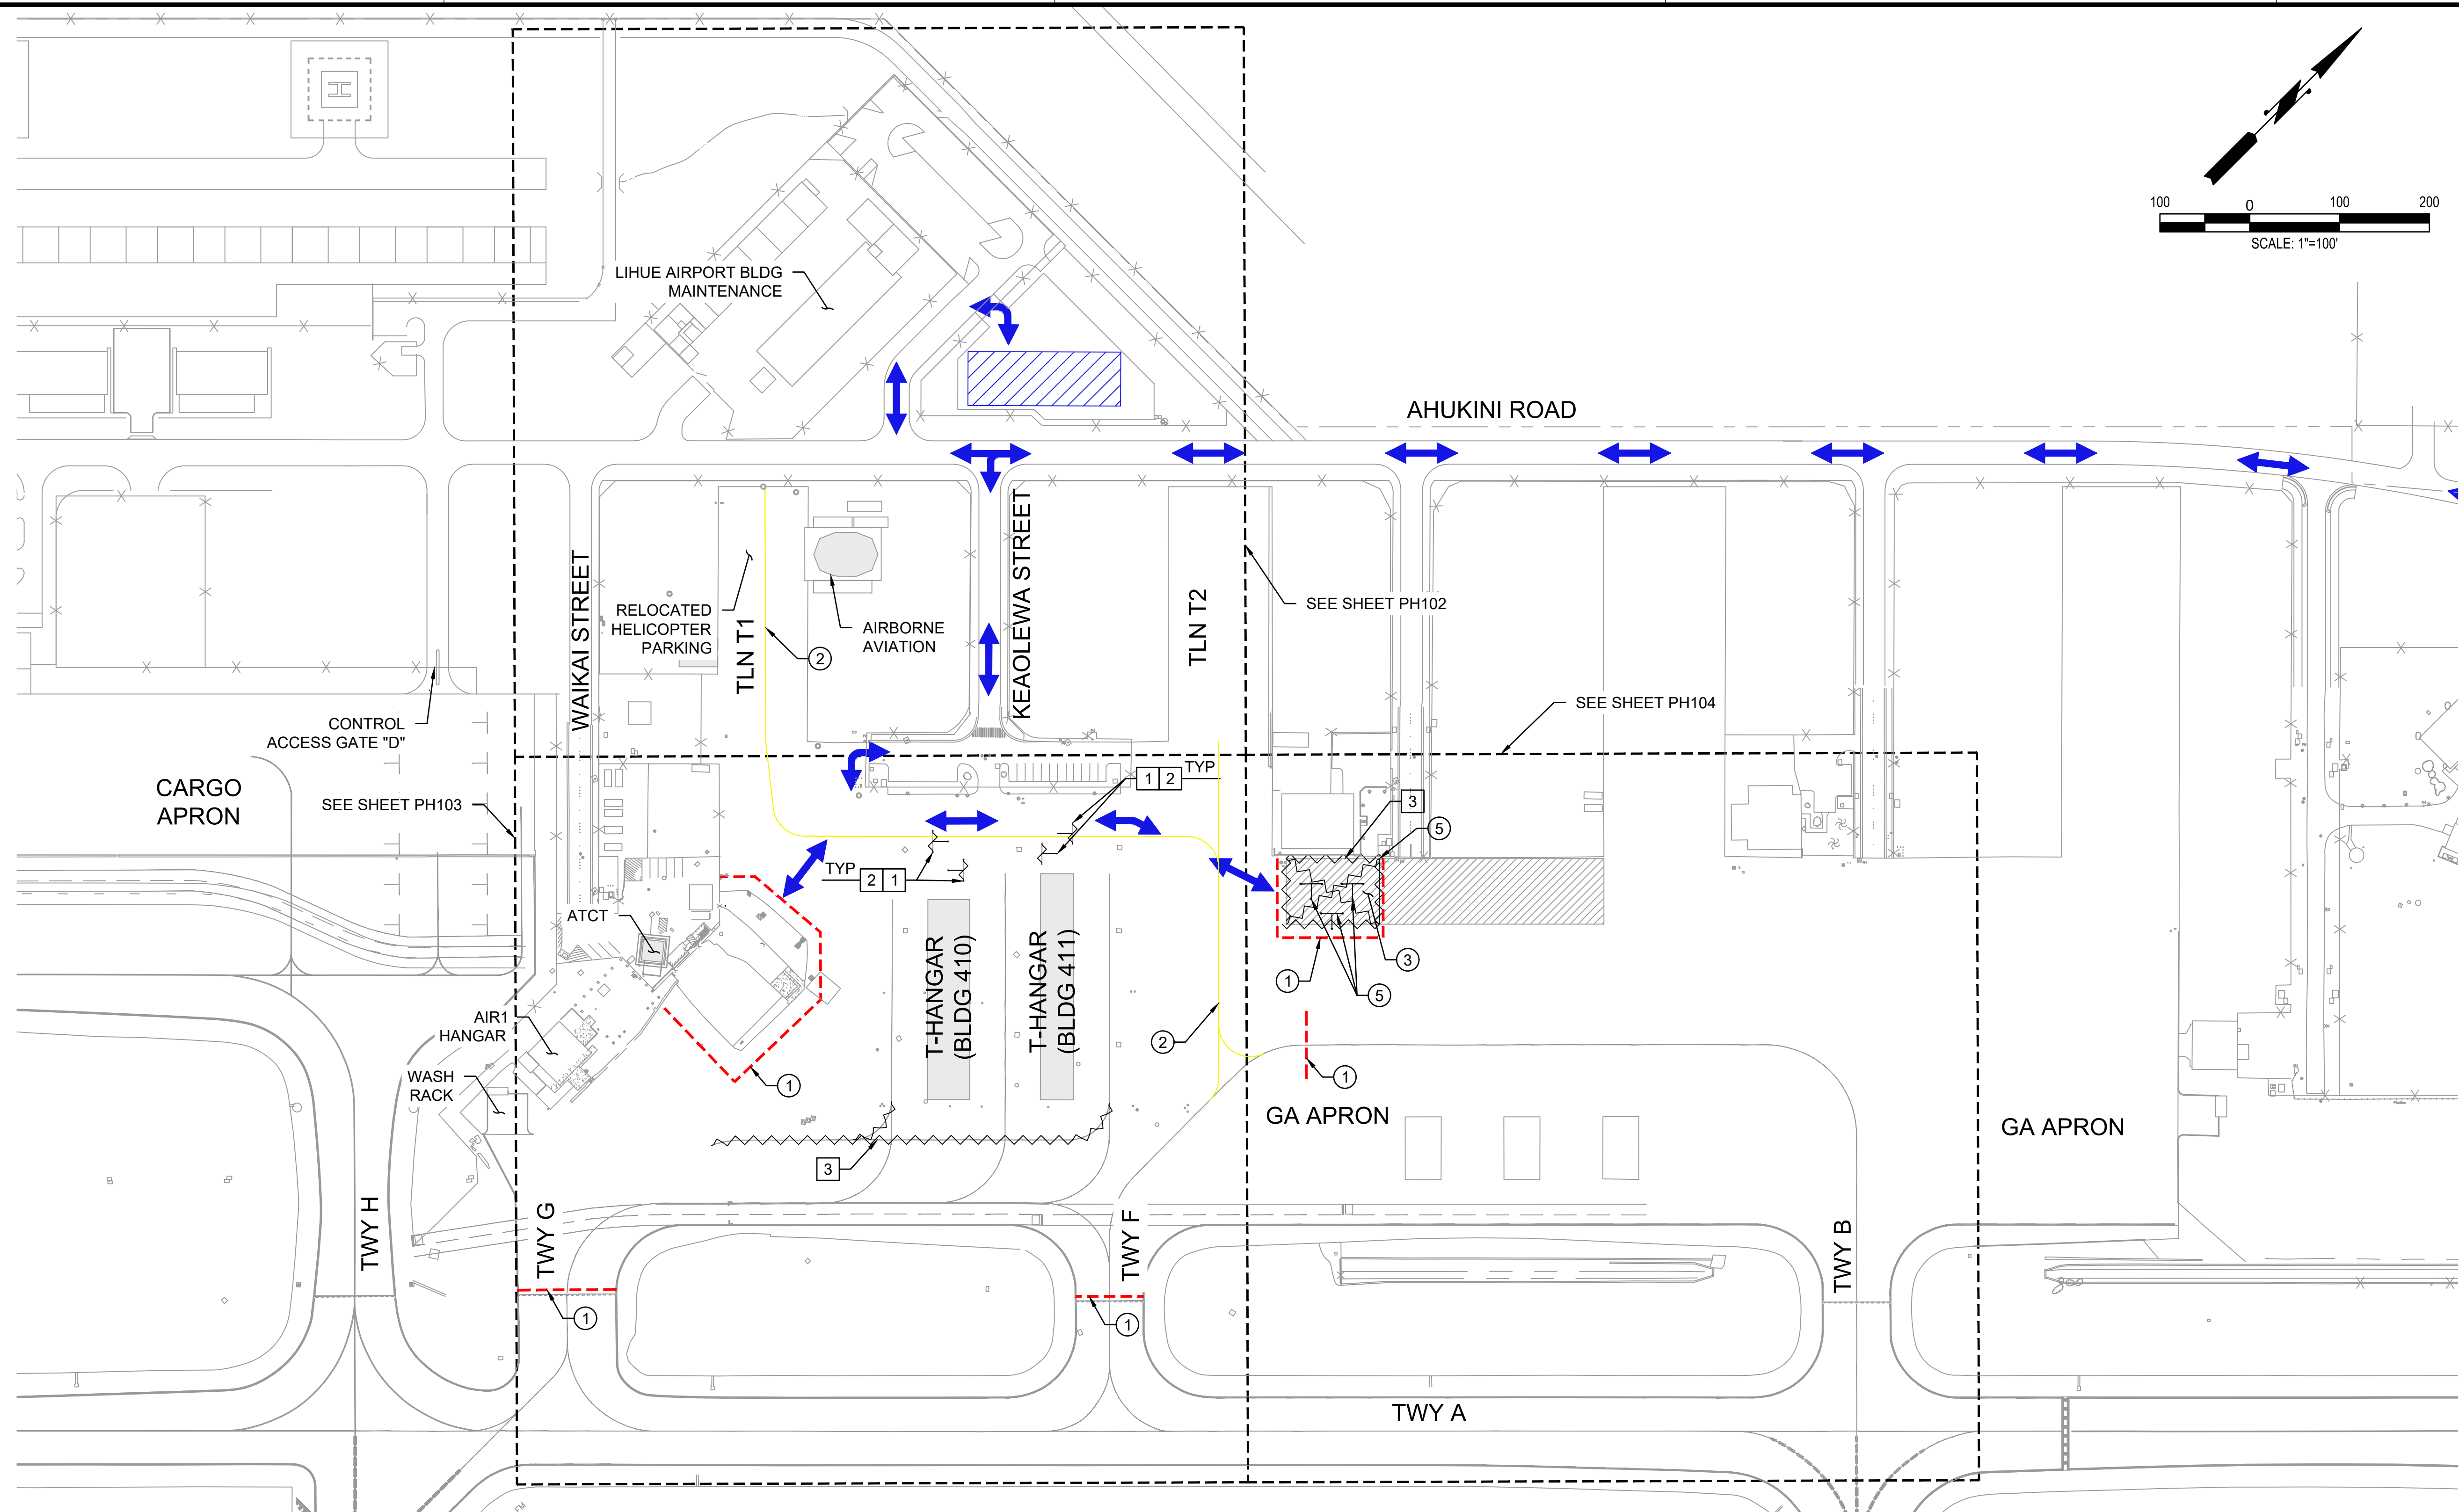 100 0 100 200
SCALE: 1"=100'
LIHUE AIRPORT BLDG
MAINTENANCE
AHUKINI ROAD
WAIKAI STREET
RELOCATED
HELICOPTER
PARKING
TLN T1
2
AIRBORNE
AVIATION
KEAOLEWA STREET
TLN T2
SEE SHEET PH102
SEE SHEET PH104
CONTROL
ACCESS GATE "D"
CARGO
APRON
SEE SHEET PH103
1 2 TYP
3
5
TYP 2 1
ATCT
T-HANGAR
(BLDG 410)
T-HANGAR
(BLDG 411)
3
1
5
AIR1
HANGAR
2
WASH
RACK
1
1
GA APRON
GA APRON
3
TWY H
TWY G
TWY F
TWY B
1
1
TWY A
H